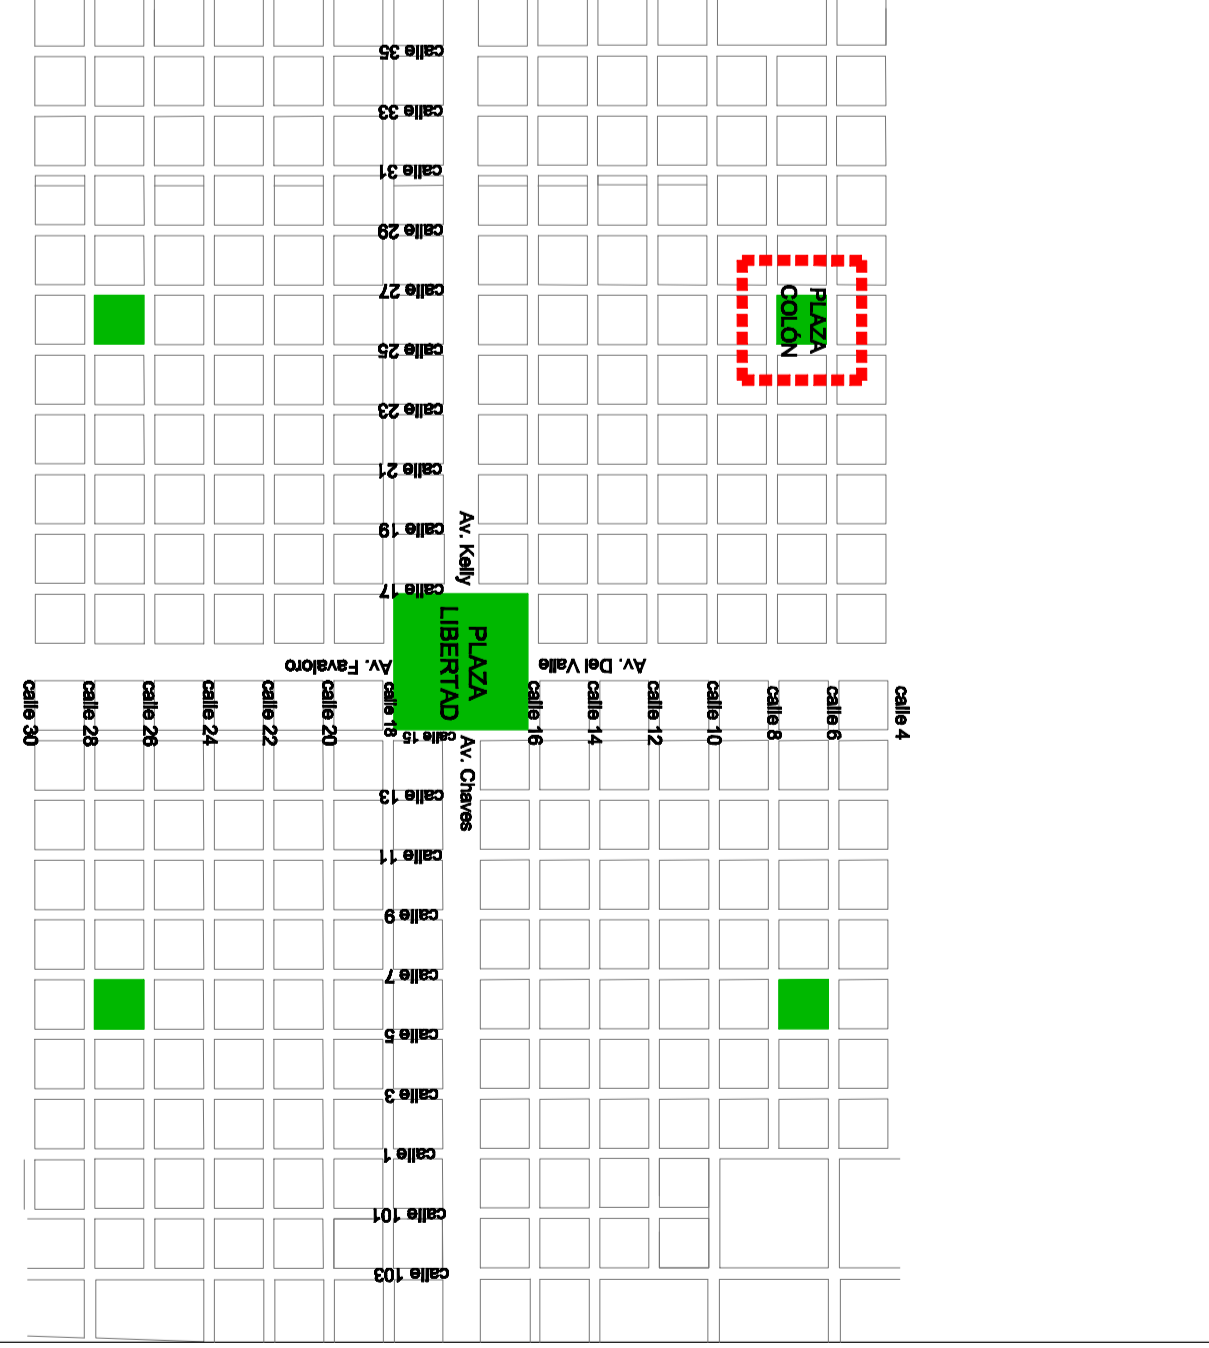 calle 35
calle 33
calle 31
calle 29
calle 27
PLAZA
COLÓN
calle 25
calle 23
calle 21
calle 19
Av. Kelly
calle 17
PLAZA
LIBERTAD
Av. Favaloro
Av. Del Valle
calle 30
calle 28
calle 26
calle 24
calle 22
calle 20
calle 18
calle 16
calle 14
calle 12
calle 10
calle 8
calle 6
calle 4
calle 15
Av. Chaves
calle 13
calle 11
calle 9
calle 7
calle 5
calle 3
calle 1
calle 101
calle 103